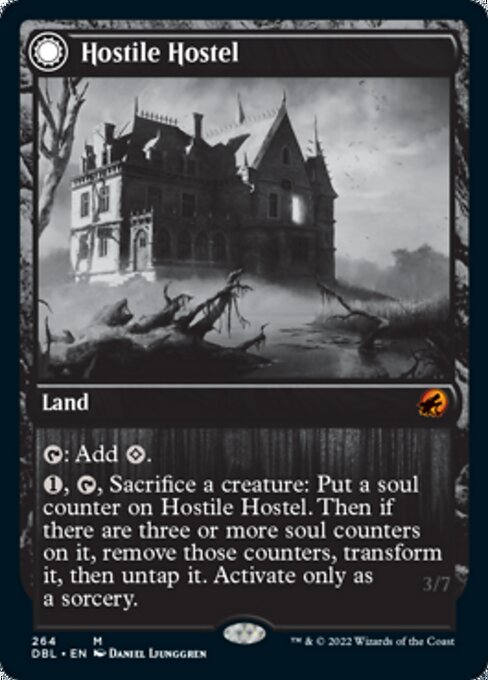 Hostile Hostel
Land
: Add .
1, , Sacrifice a creature: Put a soul
counter on Hostile Hostel. Then if
there are three or more soul counters
on it, remove those counters, transform
it, then untap it. Activate only as
a sorcery.
3/7
264 M
DBL • EN Daniel Ljunggren
™ & © 2022 Wizards of the Coast